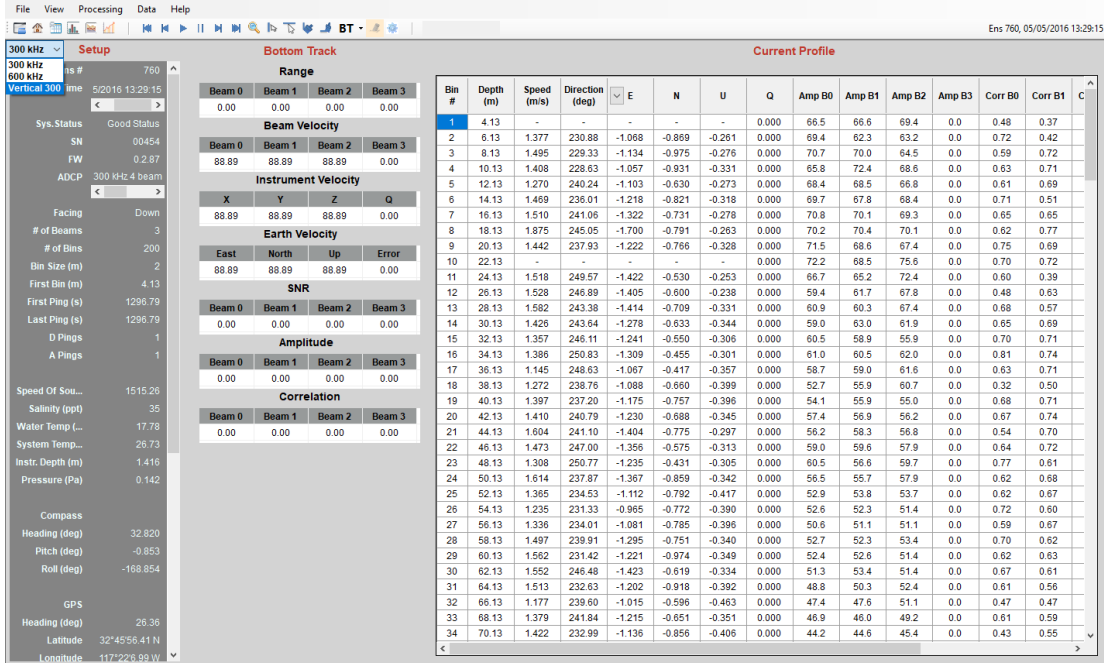 File View Processing Data Help
BT
Ens 760, 05/05/2016 13:29:15
300 kHz
300 kHz
600 kHz
Vertical 300
Setup
ns # 760
ime 5/2016 13:29:15
Sys.Status Good Status
SN 00454
FW 0.2.87
ADCP 300 kHz 4 beam
Facing Down
# of Beams 3
# of Bins 200
Bin Size (m) 2
First Bin (m) 4.13
First Ping (s) 1296.79
Last Ping (s) 1296.79
D Pings 1
A Pings 1
Speed Of Sou... 1515.26
Salinity (ppt) 35
Water Temp (... 17.78
System Temp... 26.73
Instr. Depth (m) 1.416
Pressure (Pa) 0.142
Compass
Heading (deg) 32.820
Pitch (deg) -0.853
Roll (deg) -168.854
GPS
Heading (deg) 26.36
Latitude 32°45'56.41 N
Longitude 117°22'6.99 W
Bottom Track
Range
Beam 0 Beam 1 Beam 2 Beam 3
0.00 0.00 0.00 0.00
Beam Velocity
Beam 0 Beam 1 Beam 2 Beam 3
88.89 88.89 88.89 0.00
Instrument Velocity
X Y Z Q
88.89 88.89 88.89 0.00
Earth Velocity
East North Up Error
88.89 88.89 88.89 0.00
SNR
Beam 0 Beam 1 Beam 2 Beam 3
0.00 0.00 0.00 0.00
Amplitude
Beam 0 Beam 1 Beam 2 Beam 3
0.00 0.00 0.00 0.00
Correlation
Beam 0 Beam 1 Beam 2 Beam 3
0.00 0.00 0.00 0.00
Current Profile
Bin # Depth (m) Speed (m/s) Direction (deg) E N U Q Amp B0 Amp B1 Amp B2 Amp B3 Corr B0 Corr B1 C
1 4.13 - - - - - 0.000 66.5 66.6 69.4 0.0 0.48 0.37
2 6.13 1.377 230.88 -1.068 -0.869 -0.261 0.000 69.4 62.3 63.2 0.0 0.72 0.42
3 8.13 1.495 229.33 -1.134 -0.975 -0.276 0.000 70.7 70.0 64.5 0.0 0.59 0.72
4 10.13 1.408 228.63 -1.057 -0.931 -0.331 0.000 65.8 72.4 68.6 0.0 0.63 0.71
5 12.13 1.270 240.24 -1.103 -0.630 -0.273 0.000 68.4 68.5 66.8 0.0 0.61 0.69
6 14.13 1.469 236.01 -1.218 -0.821 -0.318 0.000 69.7 67.8 68.4 0.0 0.71 0.51
7 16.13 1.510 241.06 -1.322 -0.731 -0.278 0.000 70.8 70.1 69.3 0.0 0.65 0.65
8 18.13 1.875 245.05 -1.700 -0.791 -0.263 0.000 70.2 70.4 70.1 0.0 0.62 0.77
9 20.13 1.442 237.93 -1.222 -0.766 -0.328 0.000 71.5 68.6 67.4 0.0 0.75 0.69
10 22.13 - - - - - 0.000 72.2 68.5 75.6 0.0 0.70 0.72
11 24.13 1.518 249.57 -1.422 -0.530 -0.253 0.000 66.7 65.2 72.4 0.0 0.60 0.39
12 26.13 1.528 246.89 -1.405 -0.600 -0.238 0.000 59.4 61.7 67.8 0.0 0.48 0.63
13 28.13 1.582 243.38 -1.414 -0.709 -0.331 0.000 60.9 60.3 67.4 0.0 0.68 0.57
14 30.13 1.426 243.64 -1.278 -0.633 -0.344 0.000 59.0 63.0 61.9 0.0 0.65 0.69
15 32.13 1.357 246.11 -1.241 -0.550 -0.306 0.000 60.5 58.9 55.9 0.0 0.70 0.71
16 34.13 1.386 250.83 -1.309 -0.455 -0.301 0.000 61.0 60.5 62.0 0.0 0.81 0.74
17 36.13 1.145 248.63 -1.067 -0.417 -0.357 0.000 58.7 59.0 61.6 0.0 0.63 0.71
18 38.13 1.272 238.76 -1.088 -0.660 -0.399 0.000 52.7 55.9 60.7 0.0 0.32 0.50
19 40.13 1.397 237.20 -1.175 -0.757 -0.396 0.000 54.1 55.9 55.0 0.0 0.68 0.71
20 42.13 1.410 240.79 -1.230 -0.688 -0.345 0.000 57.4 56.9 56.2 0.0 0.67 0.74
21 44.13 1.604 241.10 -1.404 -0.775 -0.297 0.000 56.2 58.3 56.8 0.0 0.54 0.70
22 46.13 1.473 247.00 -1.356 -0.575 -0.313 0.000 59.0 59.6 57.9 0.0 0.64 0.72
23 48.13 1.308 250.77 -1.235 -0.431 -0.305 0.000 60.5 56.6 59.7 0.0 0.77 0.61
24 50.13 1.614 237.87 -1.367 -0.859 -0.342 0.000 56.5 55.7 57.9 0.0 0.62 0.68
25 52.13 1.365 234.53 -1.112 -0.792 -0.417 0.000 52.9 53.8 53.7 0.0 0.62 0.67
26 54.13 1.235 231.33 -0.965 -0.772 -0.390 0.000 52.6 52.3 51.4 0.0 0.72 0.60
27 56.13 1.336 234.01 -1.081 -0.785 -0.396 0.000 50.6 51.1 51.1 0.0 0.59 0.67
28 58.13 1.497 239.91 -1.295 -0.751 -0.340 0.000 52.7 52.3 53.4 0.0 0.70 0.62
29 60.13 1.562 231.42 -1.221 -0.974 -0.349 0.000 52.4 52.6 51.4 0.0 0.62 0.63
30 62.13 1.552 246.48 -1.423 -0.619 -0.334 0.000 51.3 53.4 51.4 0.0 0.67 0.61
31 64.13 1.513 232.63 -1.202 -0.918 -0.392 0.000 48.8 50.3 52.4 0.0 0.61 0.56
32 66.13 1.177 239.60 -1.015 -0.596 -0.463 0.000 47.4 47.6 51.1 0.0 0.47 0.47
33 68.13 1.379 241.84 -1.215 -0.651 -0.351 0.000 46.9 46.0 49.2 0.0 0.61 0.59
34 70.13 1.422 232.99 -1.136 -0.856 -0.406 0.000 44.2 44.6 45.4 0.0 0.43 0.55